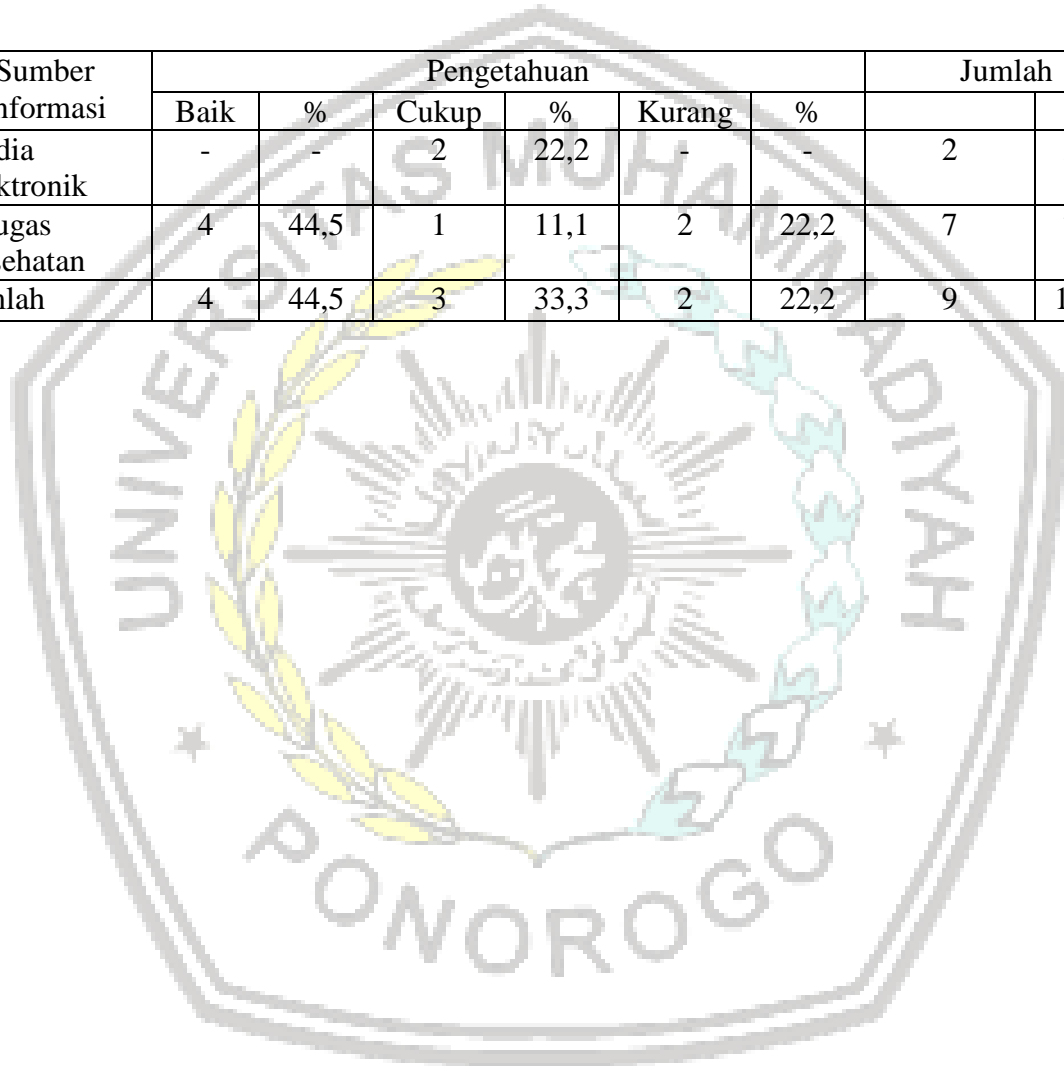 Sumber Pengetahuan Jumlah
nformasi Baik % Cukup % Kurang %
dia - - 2 22,2 - - 2
ktronik
ugas 4 44,5 1 11,1 2 22,2 7
ehatan
lah 4 44,5 3 33,3 2 22,2 9 1
UNIVERSITAS MUHAMMADIYAH
PONOROGO